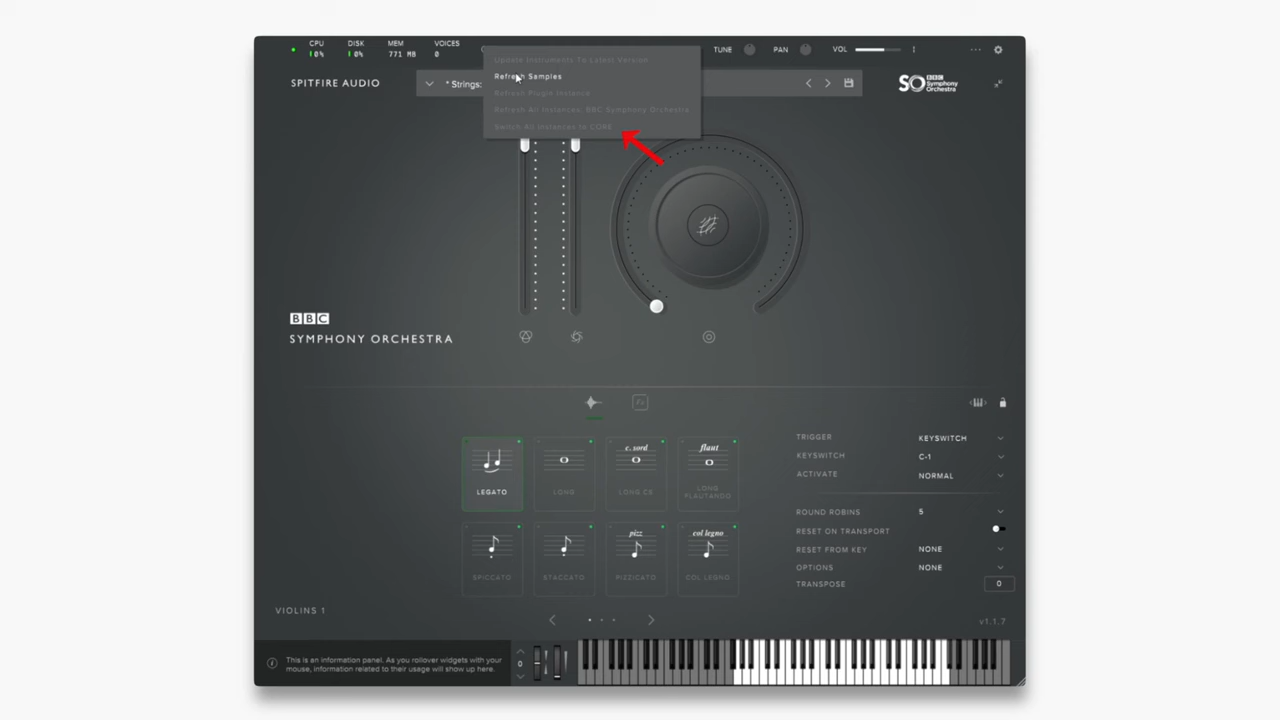 CPU DISK MEM VOICES
0% 0% 771 MB 0
TUNE PAN VOL
Update Instruments To Latest Version
Refresh Samples
Refresh Plugin Instance
Refresh All Instances: BBC Symphony Orchestra
Switch All Instances to CORE
SPITFIRE AUDIO
* Strings:
SO BBC Symphony Orchestra
BBC
SYMPHONY ORCHESTRA
LEGATO
LONG
c. sord
LONG CS
flaut
LONG
FLAUTANDO
SPICCATO
STACCATO
pizz
PIZZICATO
col legno
COL LEGNO
TRIGGER KEYSWITCH
KEYSWITCH C-1
ACTIVATE NORMAL
ROUND ROBINS 5
RESET ON TRANSPORT
RESET FROM KEY NONE
OPTIONS NONE
TRANSPOSE 0
VIOLINS 1
v1.1.7
This is an information panel. As you rollover widgets with your
mouse, information related to their usage will show up here.
0